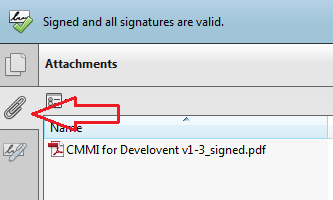 Signed and all signatures are valid.
Attachments
Name
CMMI for Develovent v1-3_signed.pdf